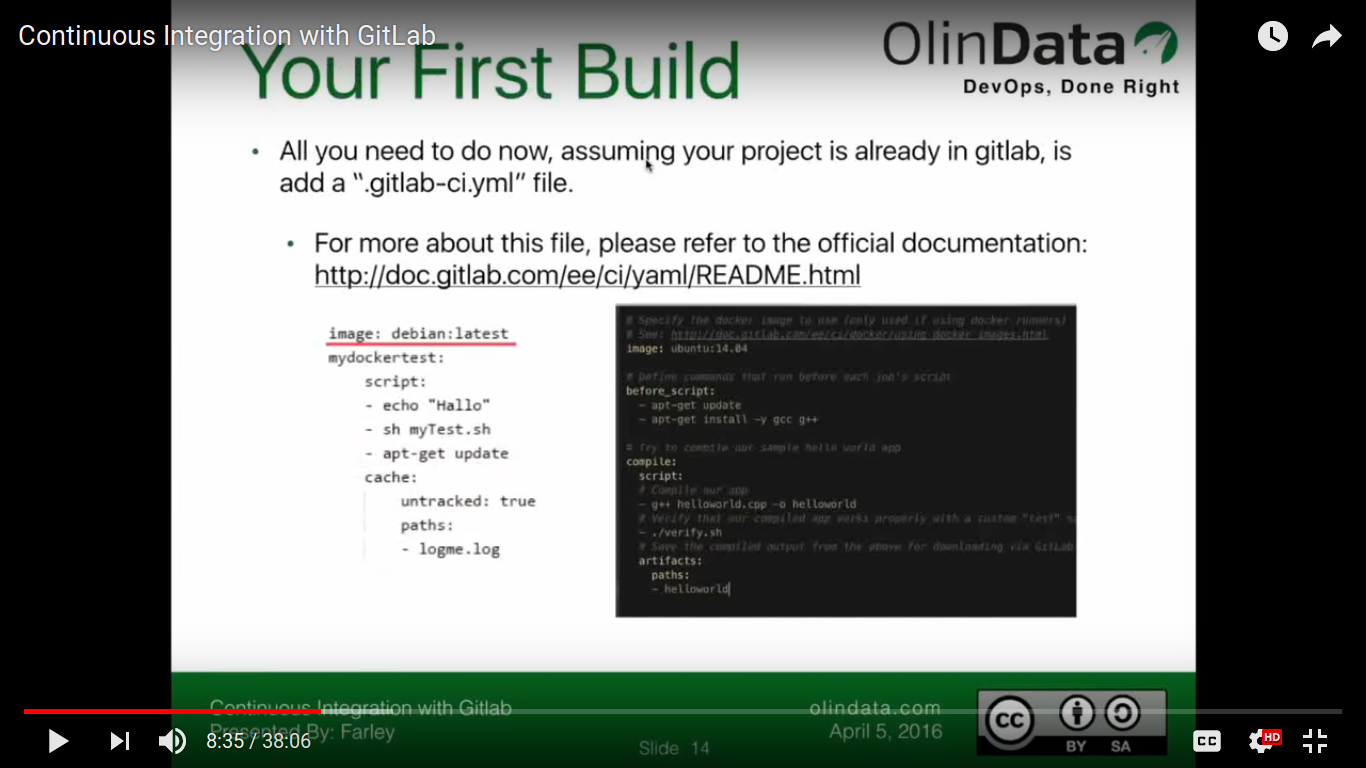 Continuous Integration with GitLab
Your First Build
OlinData
DevOps, Done Right
• All you need to do now, assuming your project is already in gitlab, is
add a “.gitlab-ci.yml” file.
• For more about this file, please refer to the official documentation:
http://doc.gitlab.com/ee/ci/yaml/README.html
image: debian:latest
mydockertest:
script:
- echo "Hallo"
- sh myTest.sh
- apt-get update
cache:
untracked: true
paths:
- logme.log
# Specify the docker image to use (only used if using docker runners)
# See: http://doc.gitlab.com/ee/ci/docker/using_docker_images.html
image: ubuntu:14.04
# Define commands that run before each job's script
before_script:
- apt-get update
- apt-get install -y gcc g++
# Try to compile our sample hello world app
compile:
script:
# Compile our app
- g++ helloworld.cpp -o helloworld
# Verify that our compiled app works properly with a custom "test"
- ./verify.sh
# Save the compiled output from the above for downloading via GitLab
artifacts:
paths:
- helloworld
Continuous Integration with Gitlab
Presented By: Farley
olindata.com
April 5, 2016
Slide 14
cc
BY SA
8:35 / 38:06
CC
HD